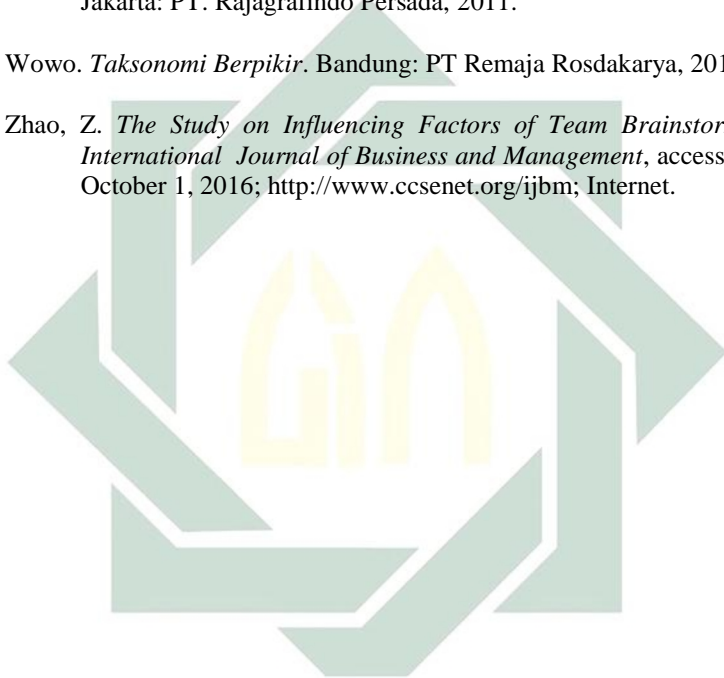 Jakarta: PT. Rajagrafindo Persada, 2011.
Wowo. Taksonomi Berpikir. Bandung: PT Remaja Rosdakarya, 201
Zhao, Z. The Study on Influencing Factors of Team Brainstor
International Journal of Business and Management, access
October 1, 2016; http://www.ccsenet.org/ijbm; Internet.